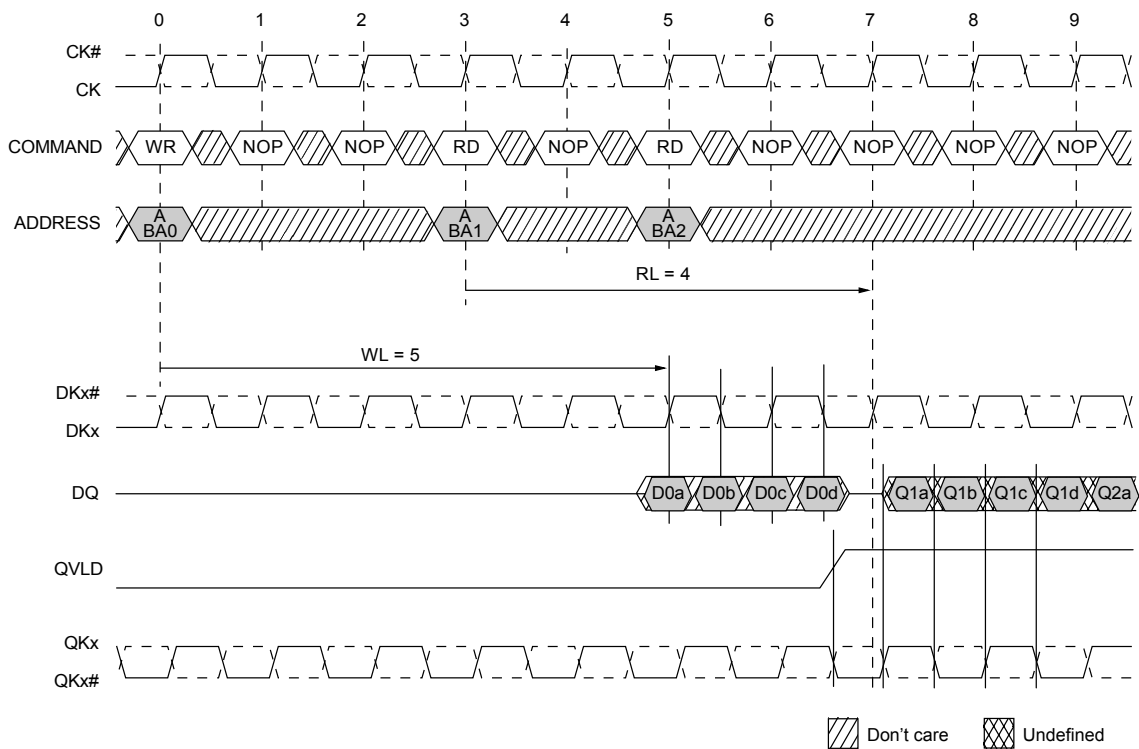 0 1 2 3 4 5 6 7 8 9
CK#
CK
COMMAND WR NOP NOP RD NOP RD NOP NOP NOP NOP
ADDRESS A BA0 A BA1 A BA2
RL = 4
WL = 5
DKx#
DKx
DQ D0a D0b D0c D0d Q1a Q1b Q1c Q1d Q2a
QVLD
QKx
QKx#
Don't care Undefined